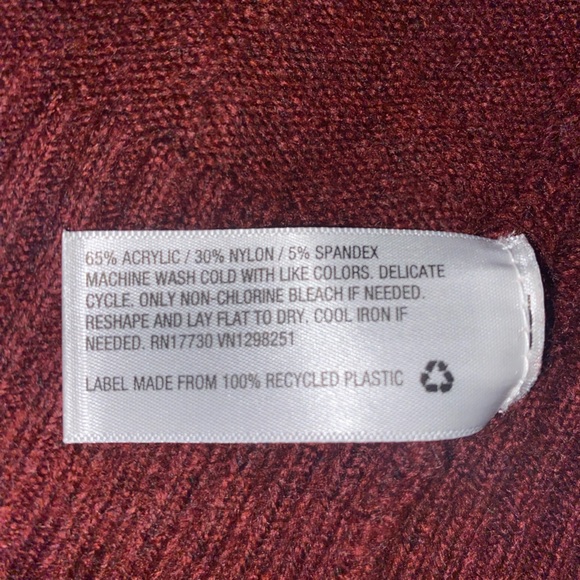 65% ACRYLIC / 30% NYLON / 5% SPANDEX
MACHINE WASH COLD WITH LIKE COLORS. DELICATE
CYCLE. ONLY NON-CHLORINE BLEACH IF NEEDED.
RESHAPE AND LAY FLAT TO DRY. COOL IRON IF
NEEDED. RN17730 VN1298251
LABEL MADE FROM 100% RECYCLED PLASTIC